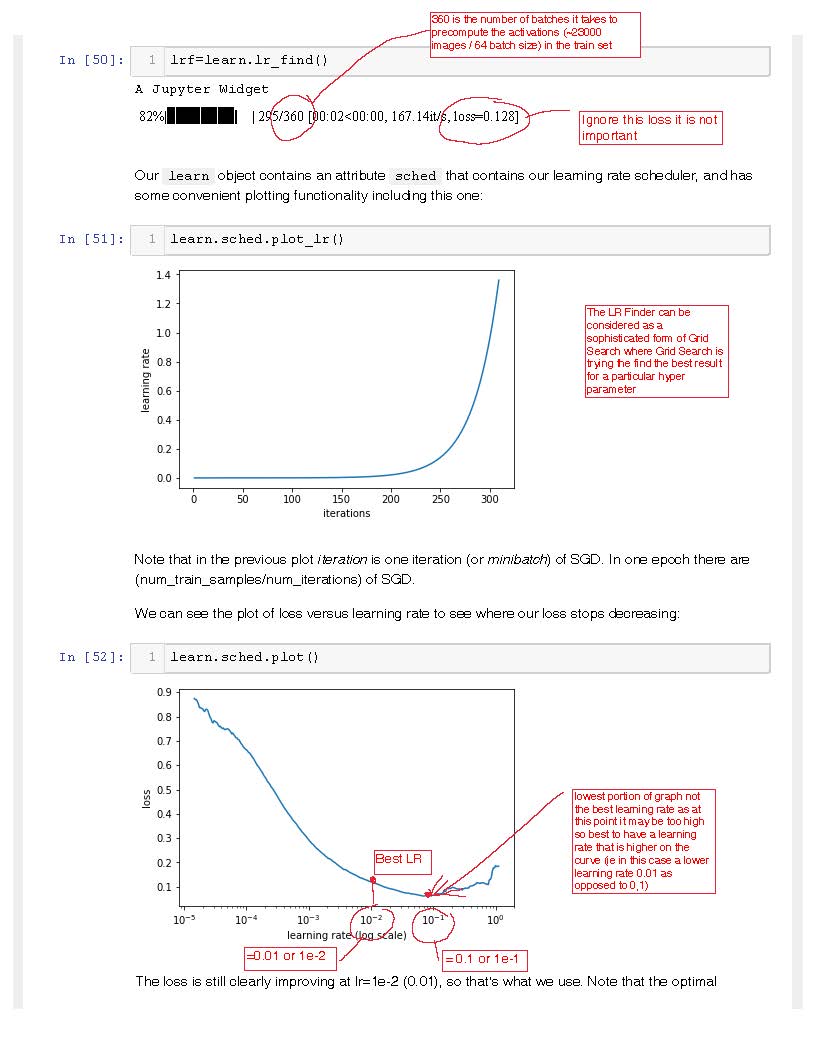 360 is the number of batches it takes to
precompute the activations (~23000
images / 64 batch size) in the train set
In [50]: 1 lrf=learn.lr_find()
A Jupyter Widget
82%| | 295/360 [00:02<00:00, 167.14it/s, loss=0.128]
Ignore this loss it is not
important
Our learn object contains an attribute sched that contains our learning rate scheduler, and has
some convenient plotting functionality including this one:
In [51]: 1 learn.sched.plot_lr()
1.4
1.2
1.0
0.8
0.6
0.4
0.2
0.0
learning rate
0 50 100 150 200 250 300
iterations
The LR Finder can be
considered as a
sophisticated form of Grid
Search where Grid Search is
trying the find the best result
for a particular hyper
parameter
Note that in the previous plot iteration is one iteration (or minibatch) of SGD. In one epoch there are
(num_train_samples/num_iterations) of SGD.
We can see the plot of loss versus learning rate to see where our loss stops decreasing:
In [52]: 1 learn.sched.plot()
0.9
0.8
0.7
0.6
0.5
0.4
0.3
0.2
0.1
loss
Best LR
10⁻⁵ 10⁻⁴ 10⁻³ 10⁻² 10⁻¹ 10⁰
learning rate (log scale)
lowest portion of graph not
the best learning rate as at
this point it may be too high
so best to have a learning
rate that is higher on the
curve (ie in this case a lower
learning rate 0.01 as
opposed to 0,1)
=0.01 or 1e-2
=0.1 or 1e-1
The loss is still clearly improving at lr=1e-2 (0.01), so that's what we use. Note that the optimal